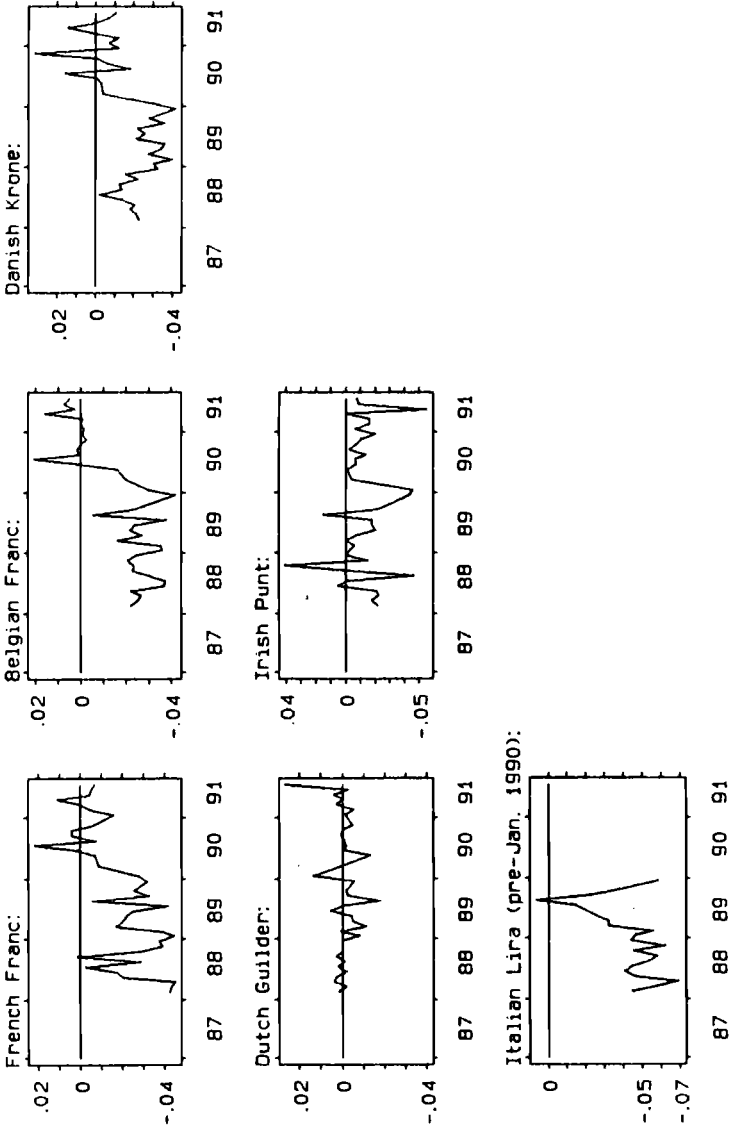 French Franc:
.02
0
-.04
87 88 89 90 91
Belgian Franc:
.02
0
-.04
87 88 89 90 91
Danish Krone:
.02
0
-.04
87 88 89 90 91
Dutch Guilder:
.02
0
-.04
87 88 89 90 91
Irish Punt:
.04
0
-.05
87 88 89 90 91
Italian Lira (pre-Jan. 1990):
0
-.05
-.07
87 88 89 90 91